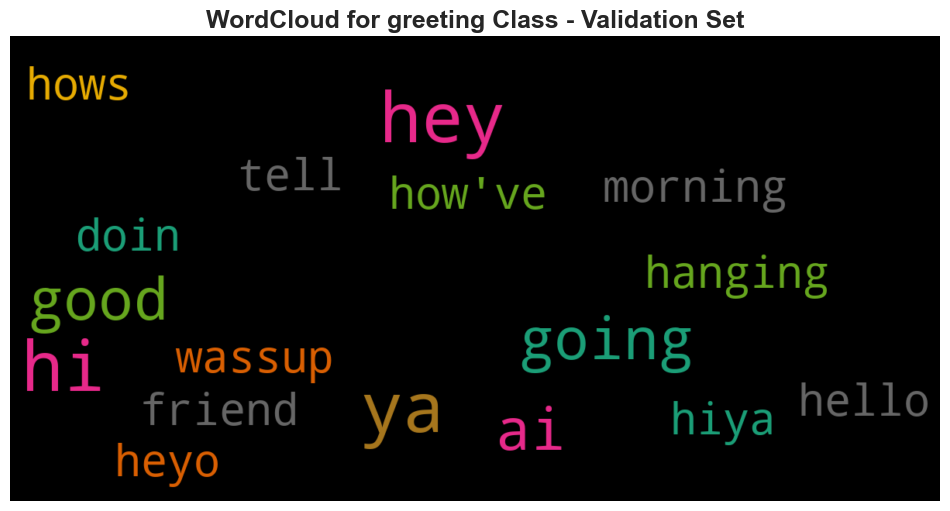 WordCloud for greeting Class - Validation Set
hows
hey
tell
how've
morning
doin
hanging
good
going
hi
wassup
friend
ya
ai
hiya
hello
heyo